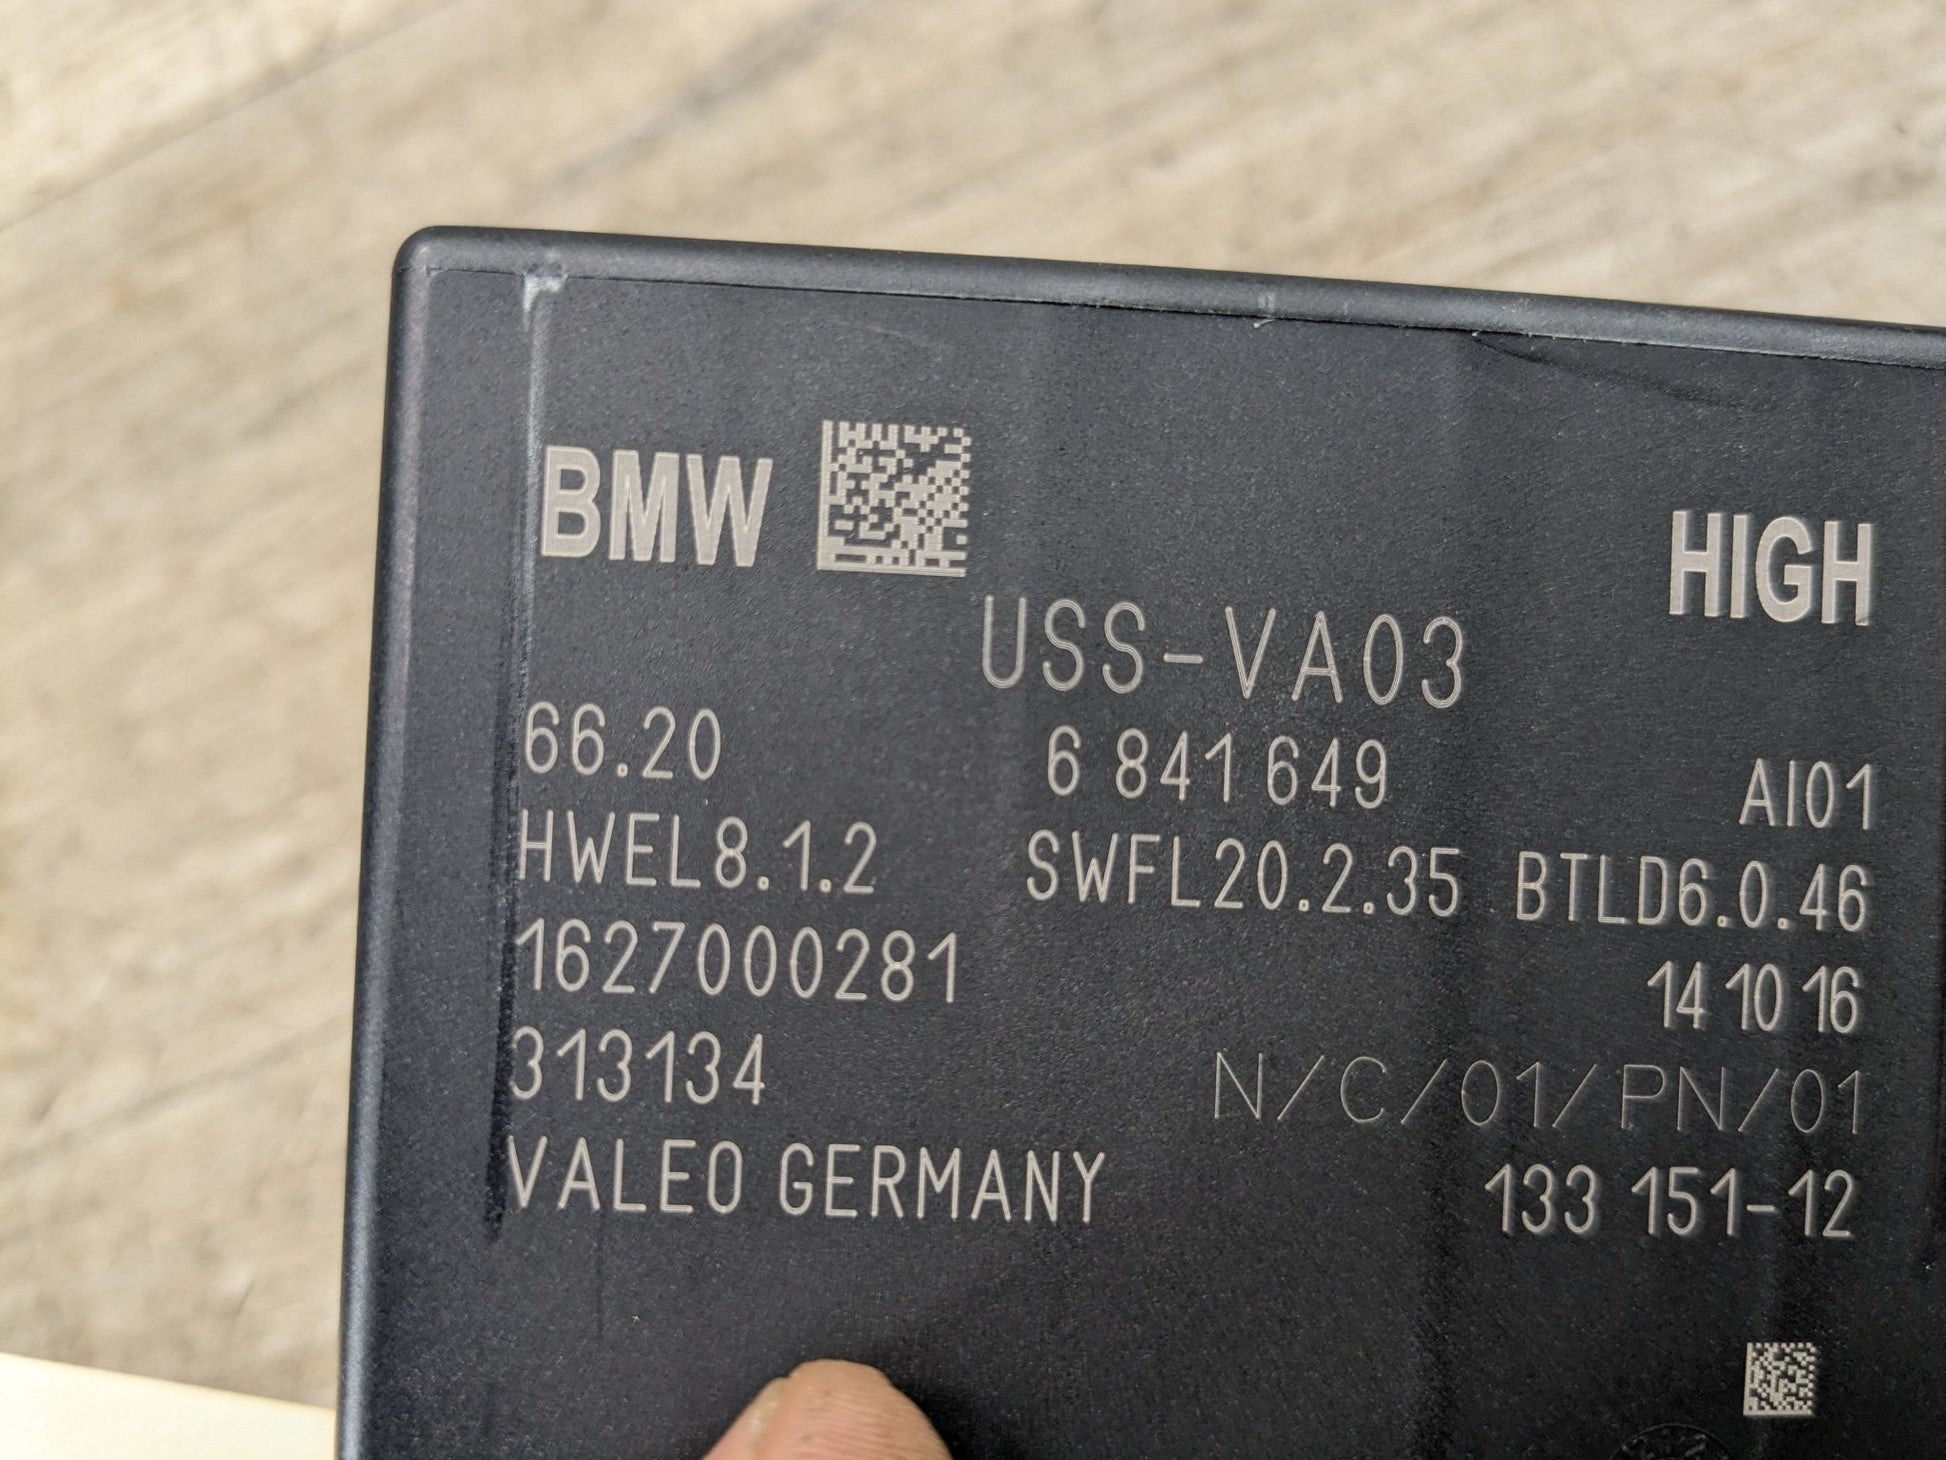 BMW
HIGH
USS-VA03
66.20 6 841 649 AI01
HWEL8.1.2 SWFL20.2.35 BTLD6.0.46
1627000281 14 10 16
313134 N/C/01/PN/01
VALEO GERMANY 133 151-12